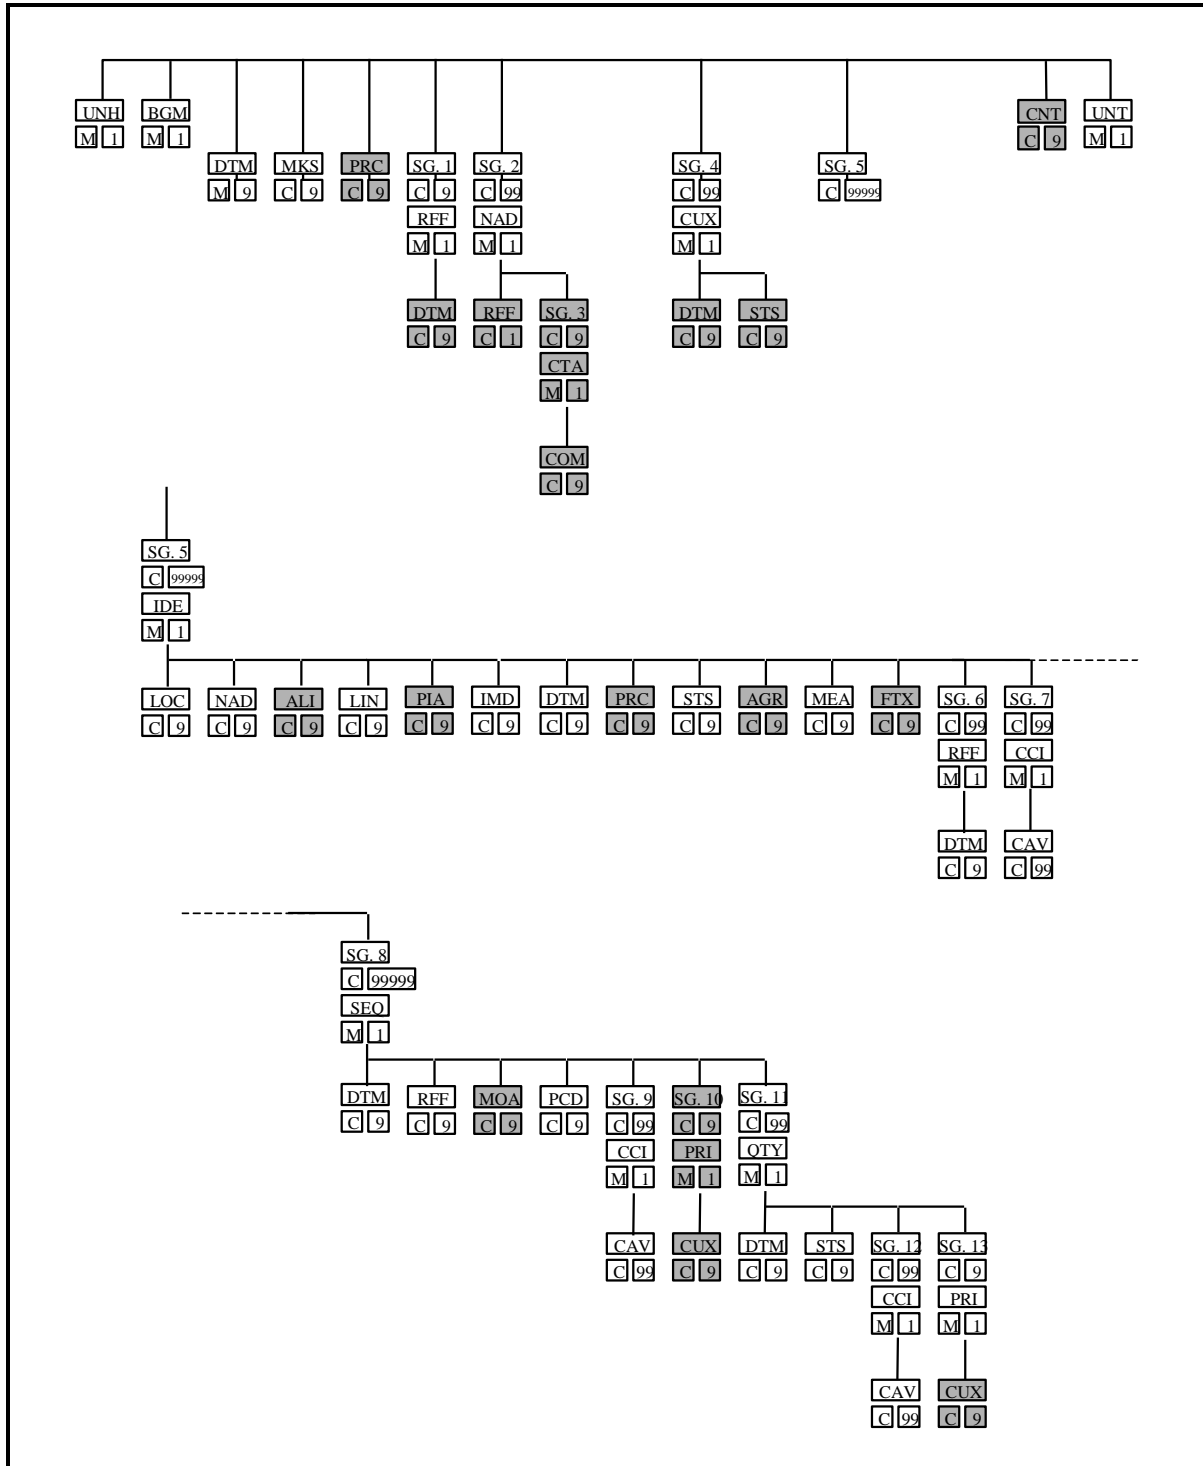 UNH BGM CNT UNT
M 1 M 1 C 9 M 1
DTM MKS PRC SG. 1 SG. 2 SG. 4 SG. 5
M 9 C 9 C 9 C 9 C 99 C 99 C 99999
RFF NAD CUX
M 1 M 1 M 1
DTM RFF SG. 3 DTM STS
C 9 C 1 C 9 C 9 C 9
CTA
M 1
COM
C 9
SG. 5
C 99999
IDE
M 1
LOC NAD ALI LIN PIA IMD DTM PRC STS AGR MEA FTX SG. 6 SG. 7
C 9 C 9 C 9 C 9 C 9 C 9 C 9 C 9 C 9 C 9 C 9 C 9 C 99 C 99
RFF CCI
M 1 M 1
DTM CAV
C 9 C 99
SG. 8
C 99999
SEQ
M 1
DTM RFF MOA PCD SG. 9 SG. 10 SG. 11
C 9 C 9 C 9 C 9 C 99 C 9 C 99
CCI PRI QTY
M 1 M 1 M 1
CAV CUX DTM STS SG. 12 SG. 13
C 99 C 9 C 9 C 9 C 99 C 9
CCI PRI
M 1 M 1
CAV CUX
C 99 C 9